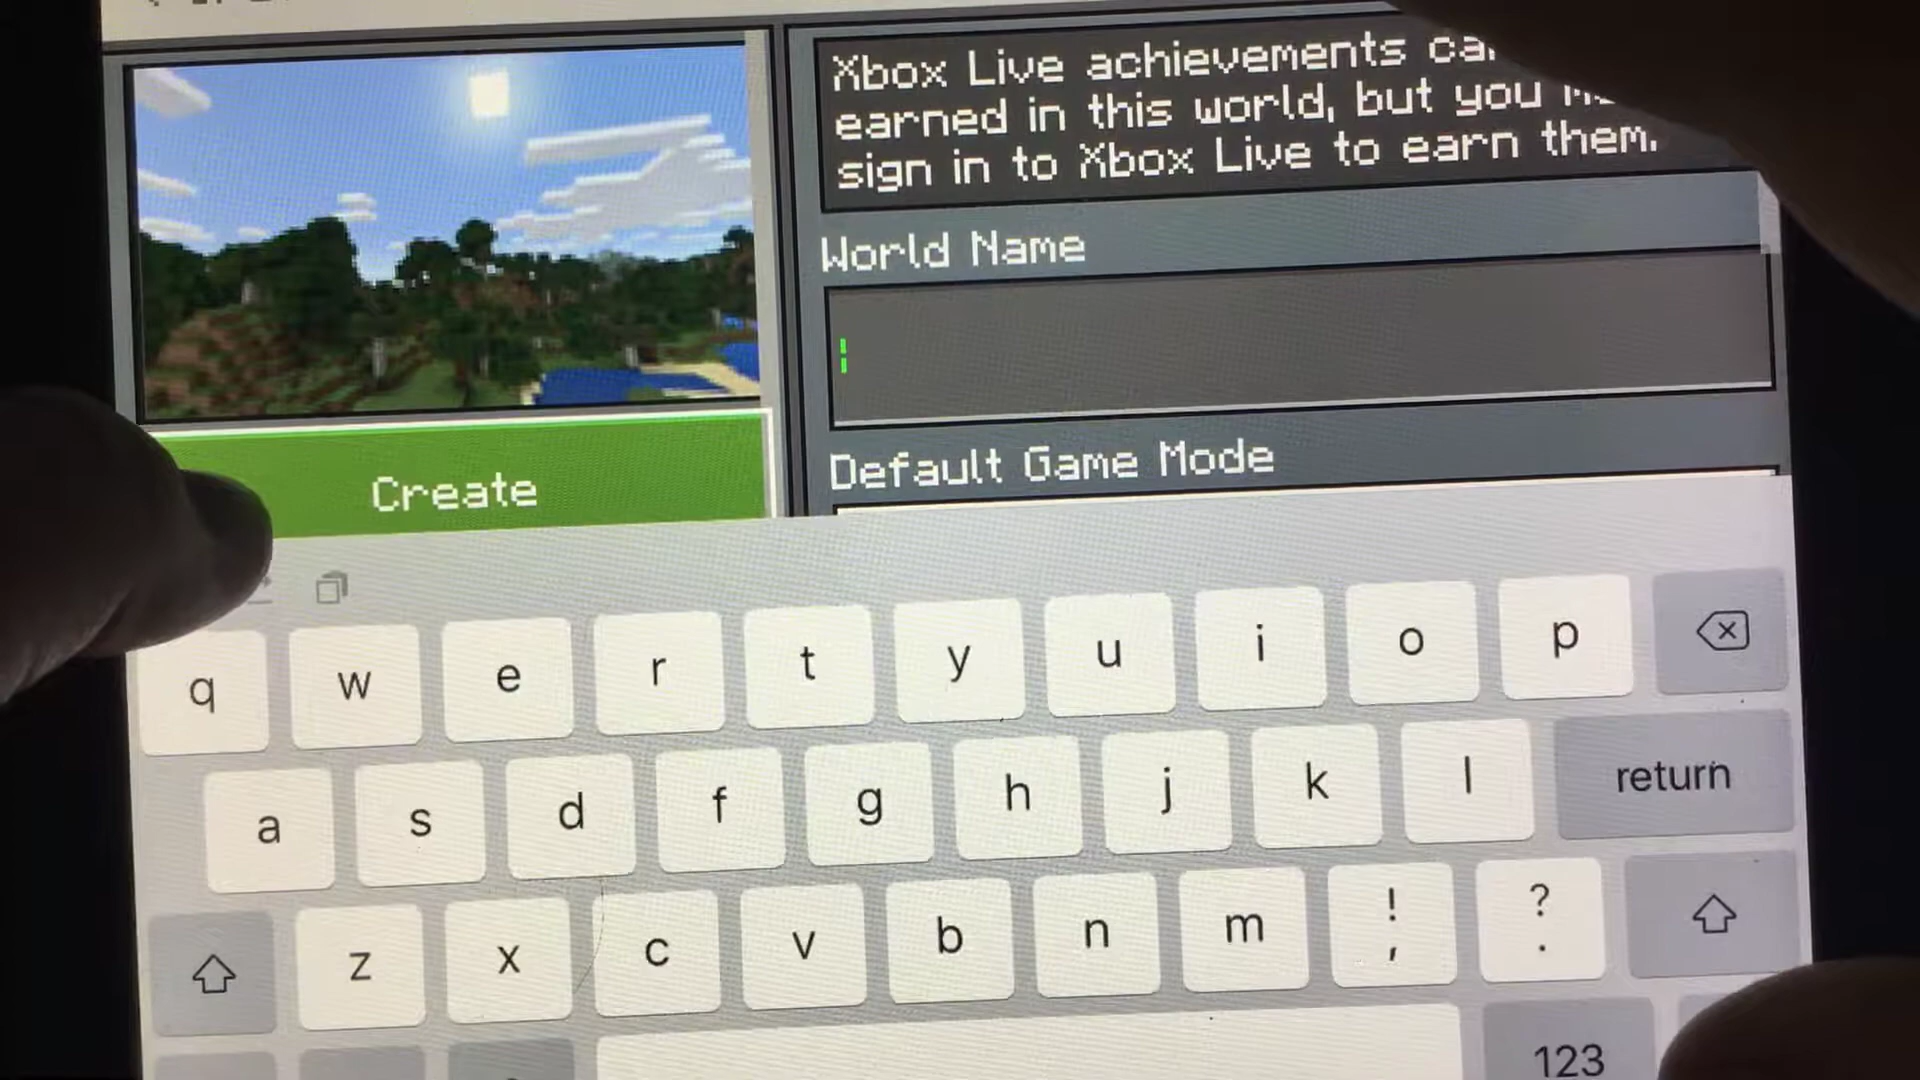 Xbox Live achievements
earned in this world, but you
sign in to Xbox Live to earn them.
World Name
Default Game Mode
Create
q w e r t y u i o p
a s d f g h j k l return
z x c v b n m ! , ? .
123